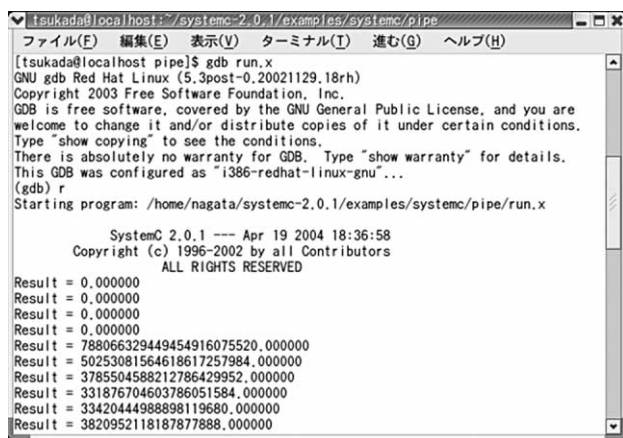 tsukada@localhost:~/systemc-2.0.1/examples/systemc/pipe
ファイル(F) 編集(E) 表示(V) ターミナル(T) 進む(G) ヘルプ(H)
[tsukada@localhost pipe]$ gdb run.x
GNU gdb Red Hat Linux (5.3post-0.20021129.18rh)
Copyright 2003 Free Software Foundation, Inc.
GDB is free software, covered by the GNU General Public License, and you are
welcome to change it and/or distribute copies of it under certain conditions.
Type "show copying" to see the conditions.
There is absolutely no warranty for GDB.  Type "show warranty" for details.
This GDB was configured as "i386-redhat-linux-gnu"...
(gdb) r
Starting program: /home/nagata/systemc-2.0.1/examples/systemc/pipe/run.x
SystemC 2.0.1 --- Apr 19 2004 18:36:58
Copyright (c) 1996-2002 by all Contributors
ALL RIGHTS RESERVED
Result = 0.000000
Result = 0.000000
Result = 0.000000
Result = 0.000000
Result = 788066329449454916075520.000000
Result = 50253081564618617257984.000000
Result = 3785504588212786429952.000000
Result = 331876704603786051584.000000
Result = 33420444988898119680.000000
Result = 3820952118187877888.000000